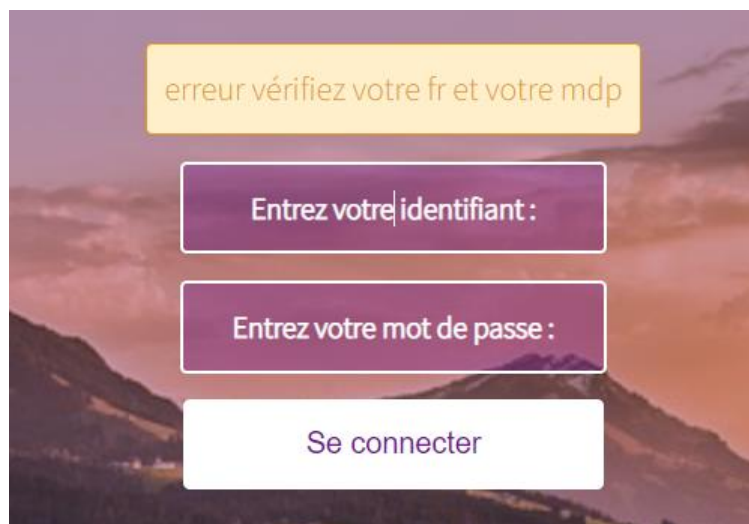 erreur vérifiez votre fr et votre mdp
Entrez votre identifiant :
Entrez votre mot de passe :
Se connecter